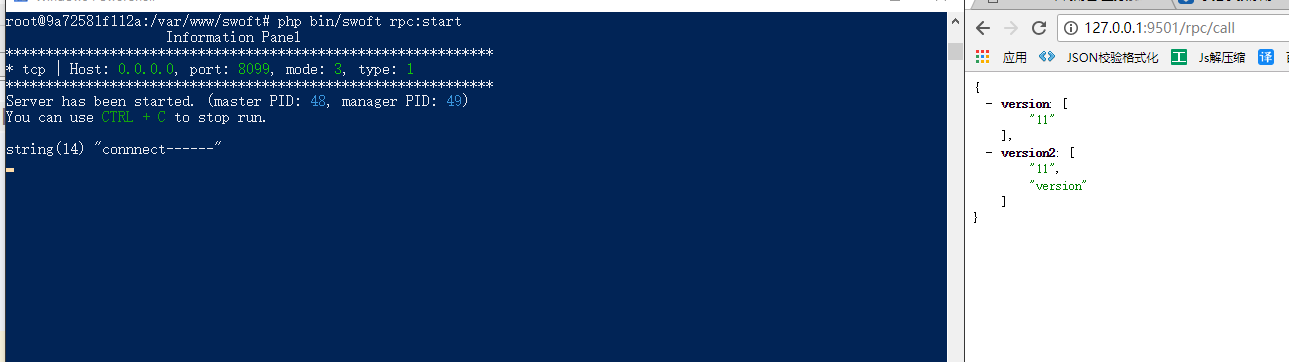 root@9a72581f112a:/var/www/swoft# php bin/swoft rpc:start
Information Panel
*************************************************************
* tcp | Host: 0.0.0.0, port: 8099, mode: 3, type: 1
*************************************************************
Server has been started. (master PID: 48, manager PID: 49)
You can use CTRL + C to stop run.
string(14) "connnect------"
127.0.0.1:9501/rpc/call
应用 JSON校验格式化 工 Js解压缩 译
{
- version: [
"11"
],
- version2: [
"11",
"version"
]
}